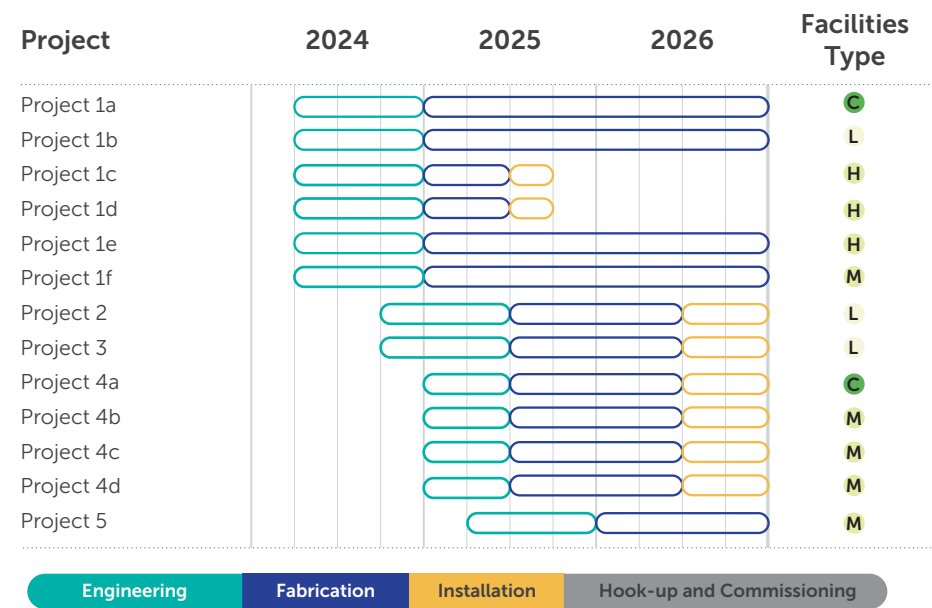 Project 2024 2025 2026 Facilities Type
Project 1a C
Project 1b L
Project 1c H
Project 1d H
Project 1e H
Project 1f M
Project 2 L
Project 3 L
Project 4a C
Project 4b M
Project 4c M
Project 4d M
Project 5 M
Engineering Fabrication Installation Hook-up and Commissioning